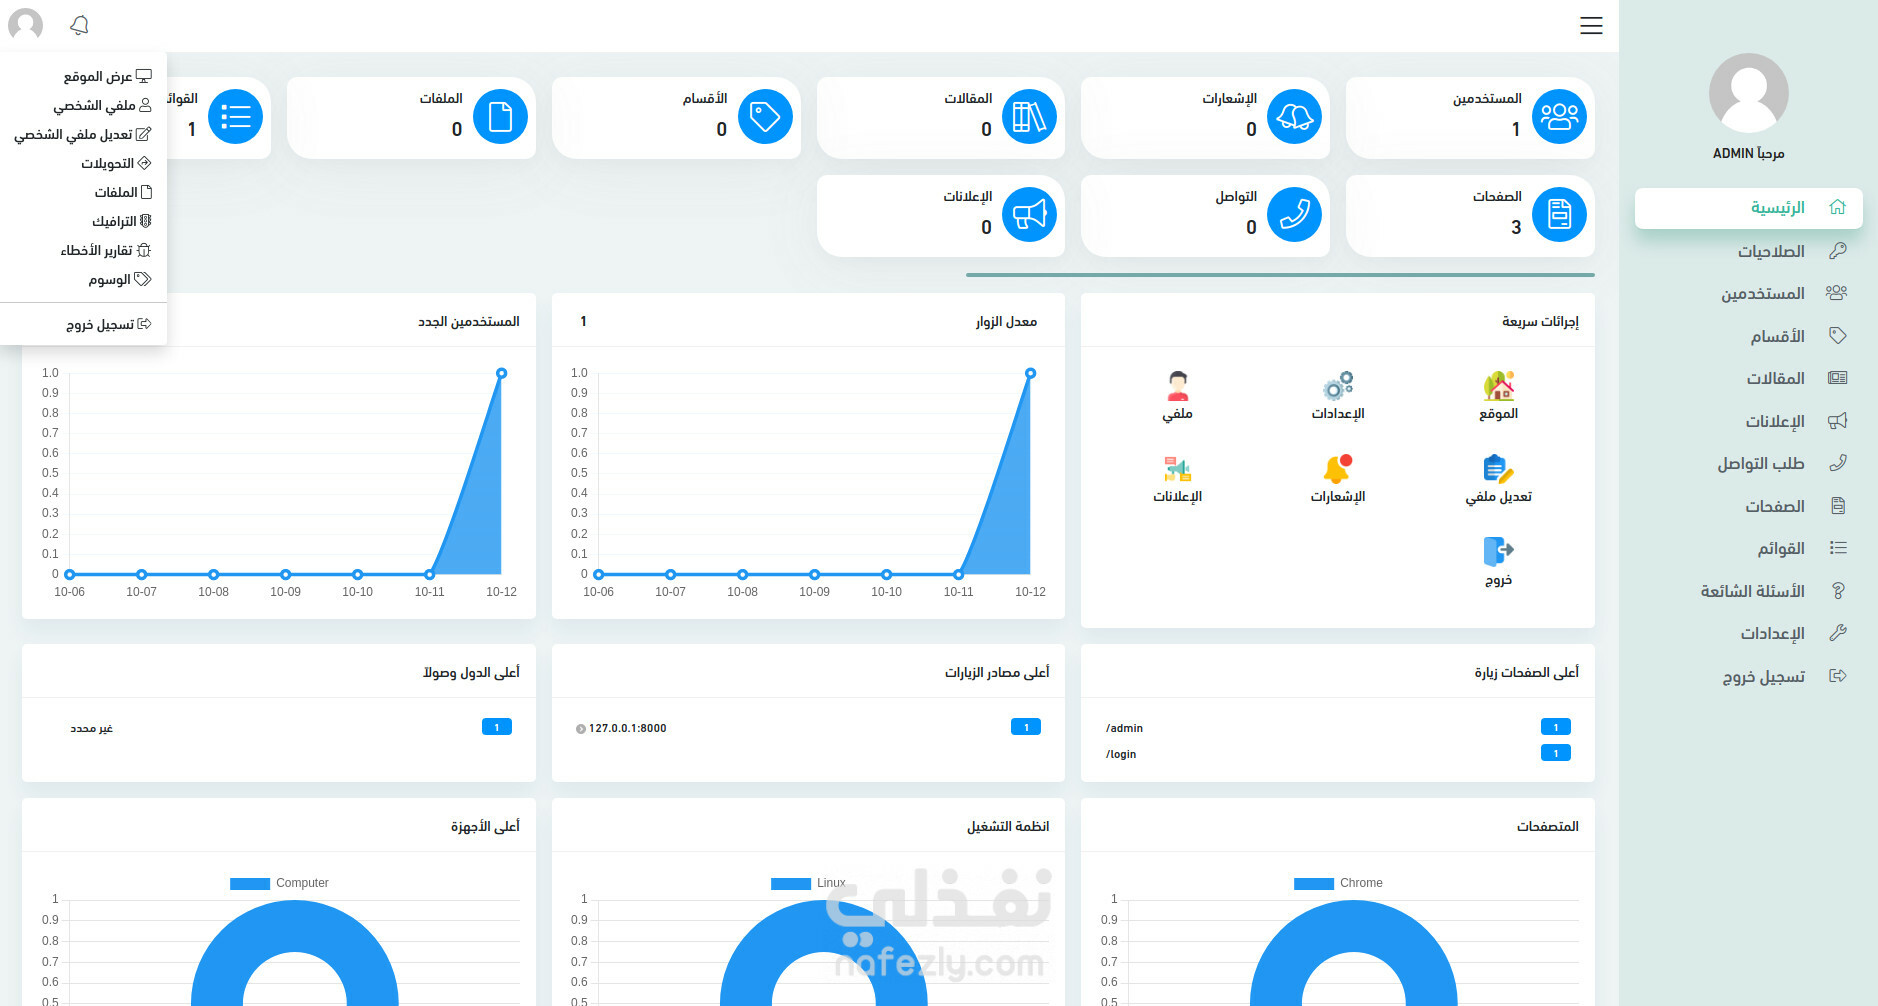 مرحباً ADMIN
الرئيسية
الصلاحيات
المستخدمين
الأقسام
المقالات
الإعلانات
طلب التواصل
الصفحات
القوائم
الأسئلة الشائعة
الإعدادات
تسجيل خروج
عرض الموقع
ملفي الشخصي
تعديل ملفي الشخصي
التحويلات
الملفات
الترافيك
تقارير الأخطاء
الوسوم
تسجيل خروج
المستخدمين
1
الإشعارات
0
المقالات
0
الأقسام
0
الملفات
0
1
الصفحات
3
التواصل
0
الإعلانات
0
إجرائات سريعة
الموقع
الإعدادات
ملفي
تعديل ملفي
الإشعارات
الإعلانات
خروج
معدل الزوار
1
1.0
0.9
0.8
0.7
0.6
0.5
0.4
0.3
0.2
0.1
0
10-06 10-07 10-08 10-09 10-10 10-11 10-12
المستخدمين الجدد
1.0
0.9
0.8
0.7
0.6
0.5
0.4
0.3
0.2
0.1
0
10-06 10-07 10-08 10-09 10-10 10-11 10-12
أعلى الصفحات زيارة
/admin 1
/login 1
أعلى مصادر الزيارات
127.0.0.1:8000 1
أعلى الدول وصولاً
غير محدد 1
المتصفحات
Chrome
1
0.9
0.8
0.7
0.6
0.5
انظمة التشغيل
Linux
1
0.9
0.8
0.7
0.6
0.5
أعلى الأجهزة
Computer
1
0.9
0.8
0.7
0.6
0.5
نفذلي
nafezly.com